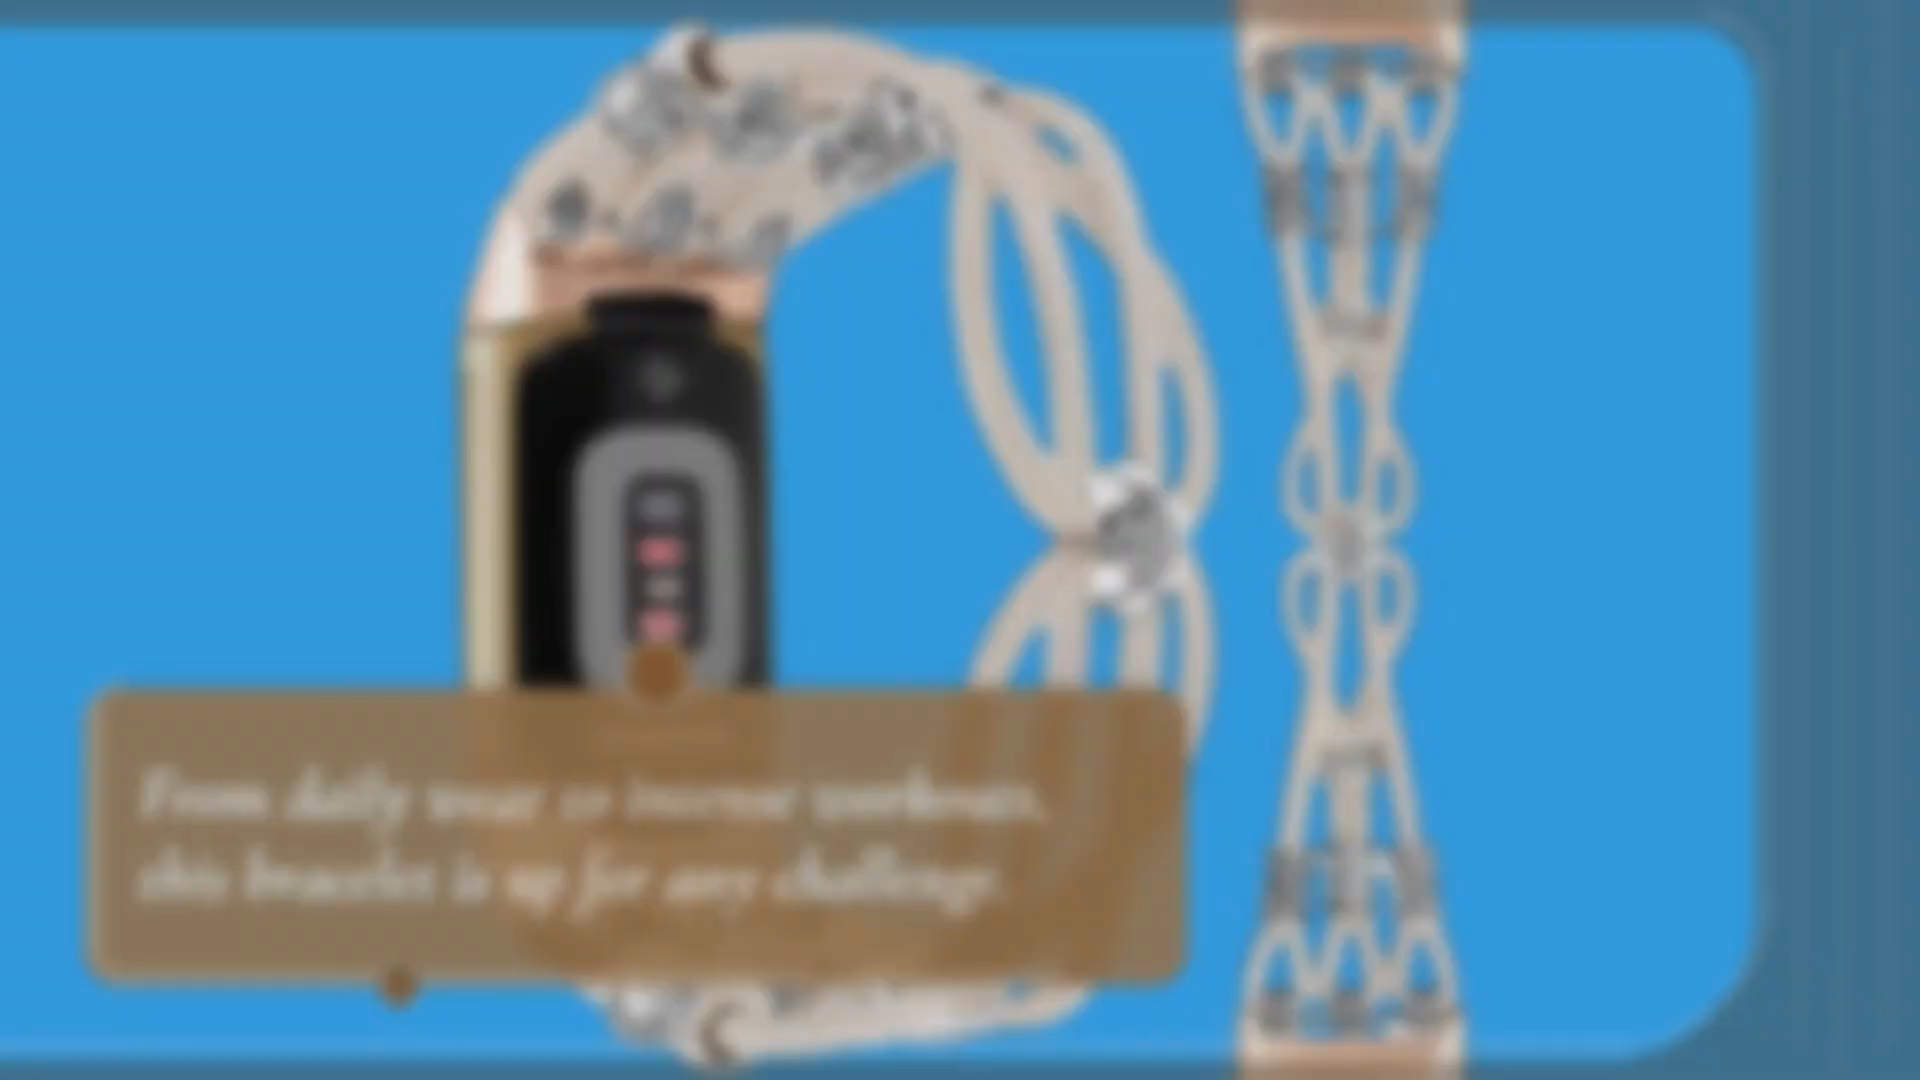 From daily wear to intense workouts,
this bracelet is up for any challenge.